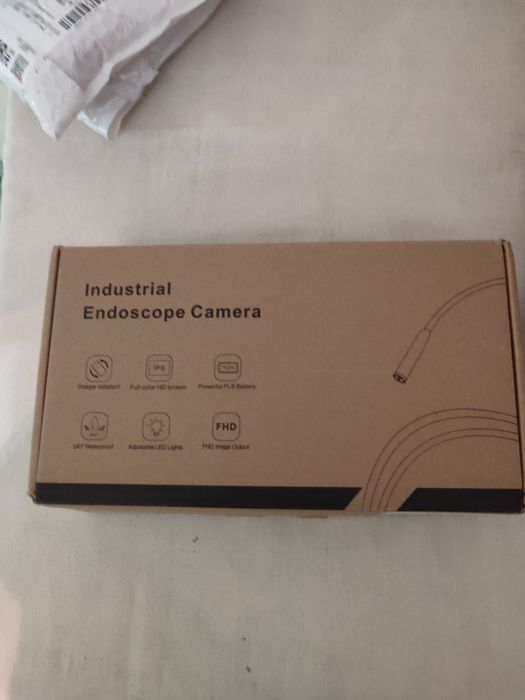 Industrial
Endoscope Camera
IPS
Image rotation
Full color HD screen
Powerful PLB Battery
FHD
ip67 Waterproof
Adjustable LED Lights
FHD Image Output